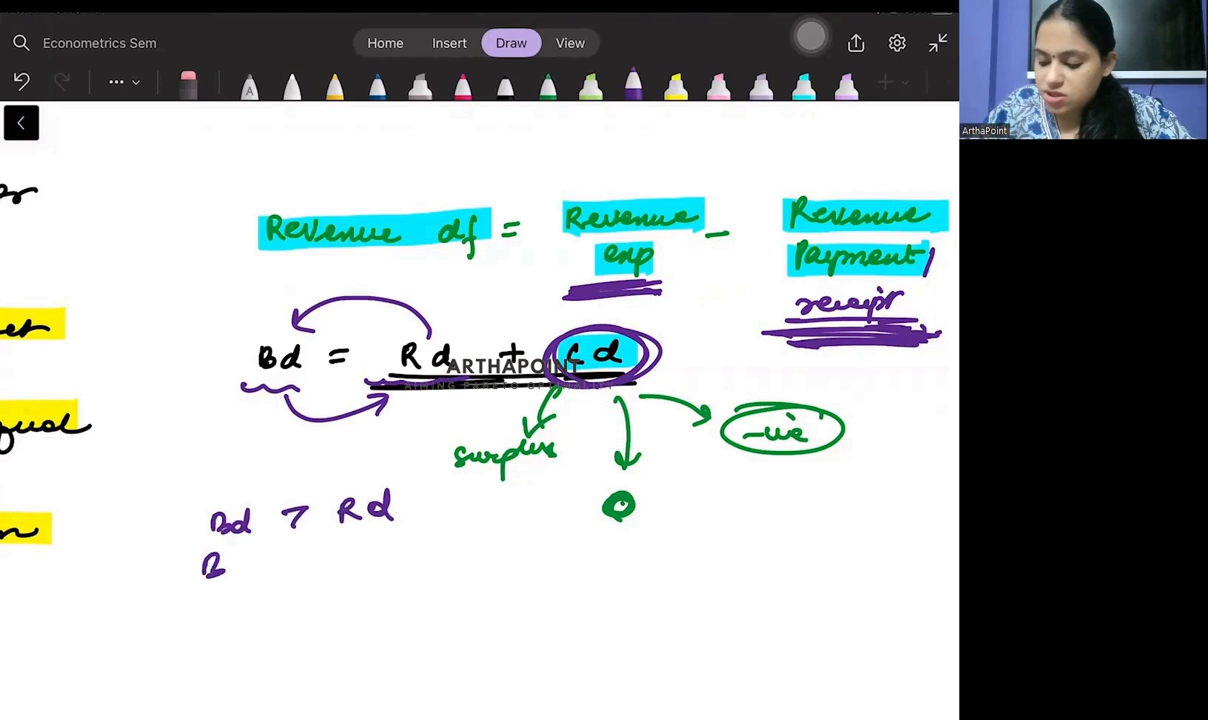 Econometrics Sem
Home Insert Draw View
ArthaPoint
Revenue df = Revenue exp - Revenue Payment/ receipt
Bd = Rd + Cd
ARTHAPOINT
surplus
-ve
0
Bd > Rd
B